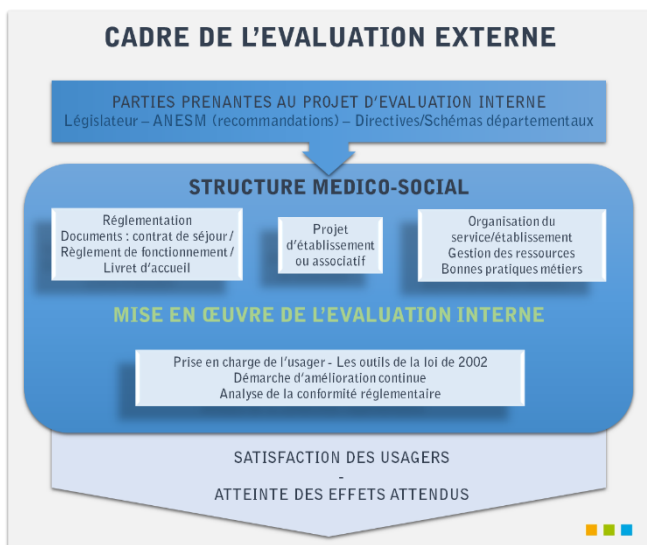 CADRE DE L'EVALUATION EXTERNE
PARTIES PRENANTES AU PROJET D'EVALUATION INTERNE
Législateur – ANESM (recommandations) – Directives/Schémas départementaux
STRUCTURE MEDICO-SOCIAL
Réglementation
Documents : contrat de séjour /
Règlement de fonctionnement /
Livret d'accueil
Projet
d'établissement
ou associatif
Organisation du
service/établissement
Gestion des ressources
Bonnes pratiques métiers
MISE EN ŒUVRE DE L'EVALUATION INTERNE
Prise en charge de l'usager - Les outils de la loi de 2002
Démarche d'amélioration continue
Analyse de la conformité réglementaire
SATISFACTION DES USAGERS
-
ATTEINTE DES EFFETS ATTENDUS